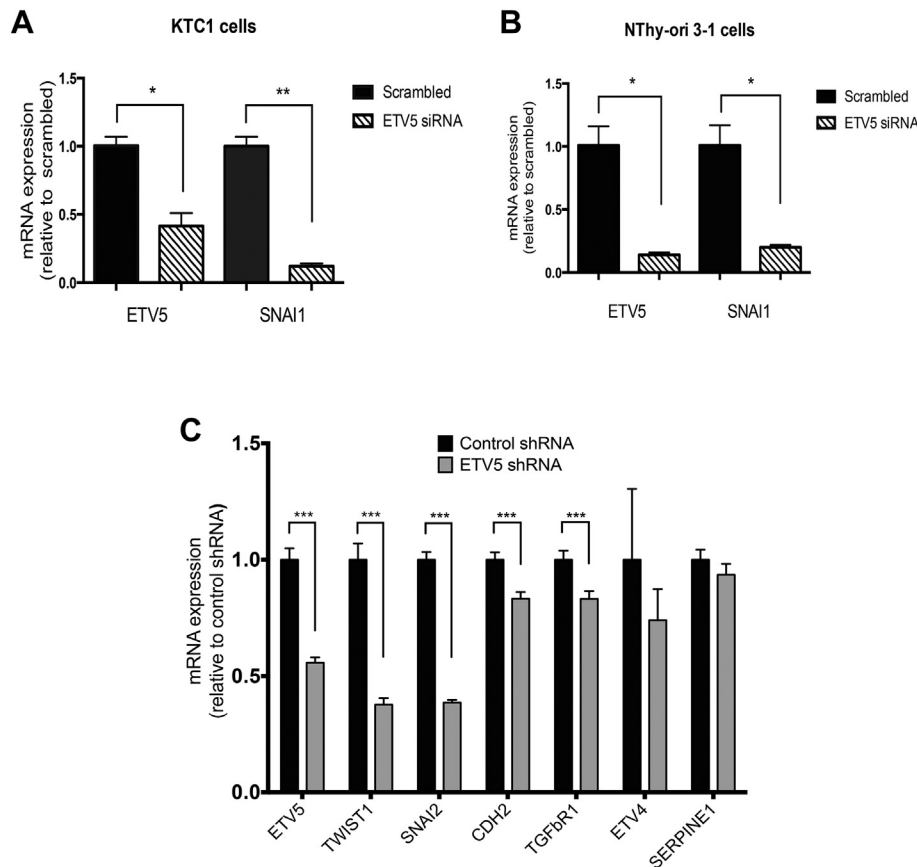 A
KTC1 cells
mRNA expression
(relative to scrambled)
1.5
1.0
0.5
0.0
*
**
Scrambled
ETV5 siRNA
ETV5
SNAI1
B
NThy-ori 3-1 cells
mRNA expression
(relative to scrambled)
1.5
1.0
0.5
0.0
*
*
Scrambled
ETV5 siRNA
ETV5
SNAI1
C
mRNA expression
(relative to control shRNA)
1.5
1.0
0.5
0.0
Control shRNA
ETV5 shRNA
***
***
***
***
***
ETV5
TWIST1
SNAI2
CDH2
TGFbR1
ETV4
SERPINE1